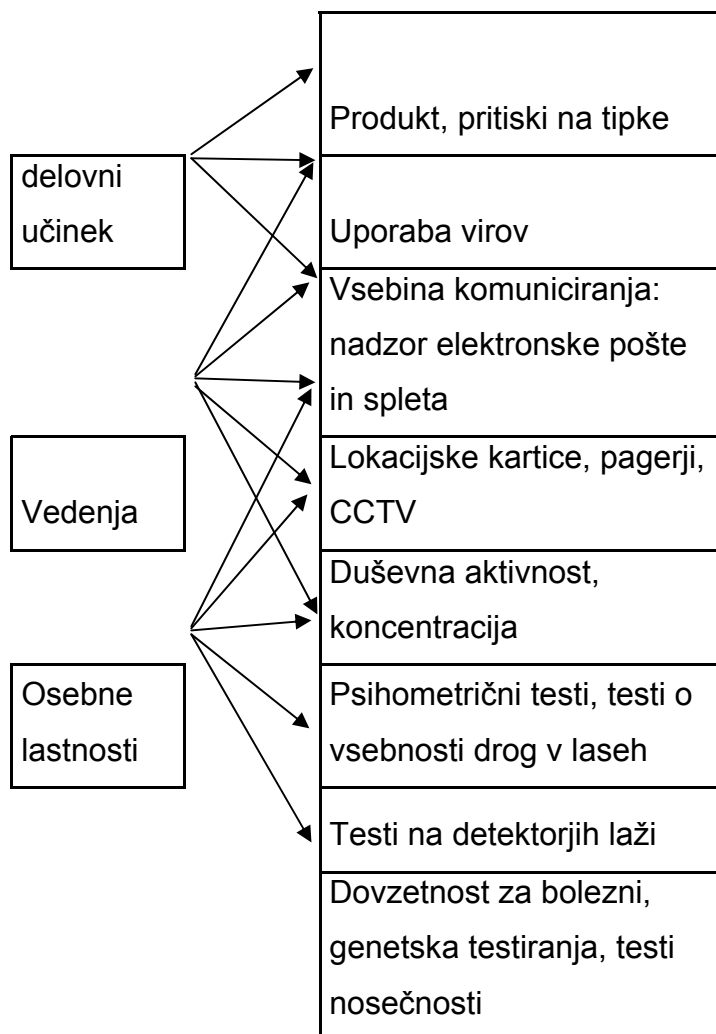 delovni
učinek
Vedenja
Osebne
lastnosti
Produkt, pritiski na tipke
Uporaba virov
Vsebina komuniciranja:
nadzor elektronske pošte
in spleta
Lokacijske kartice, pagerji,
CCTV
Duševna aktivnost,
koncentracija
Psihometrični testi, testi o
vsebnosti drog v laseh
Testi na detektorjih laži
Dovzetnost za bolezni,
genetska testiranja, testi
nosečnosti